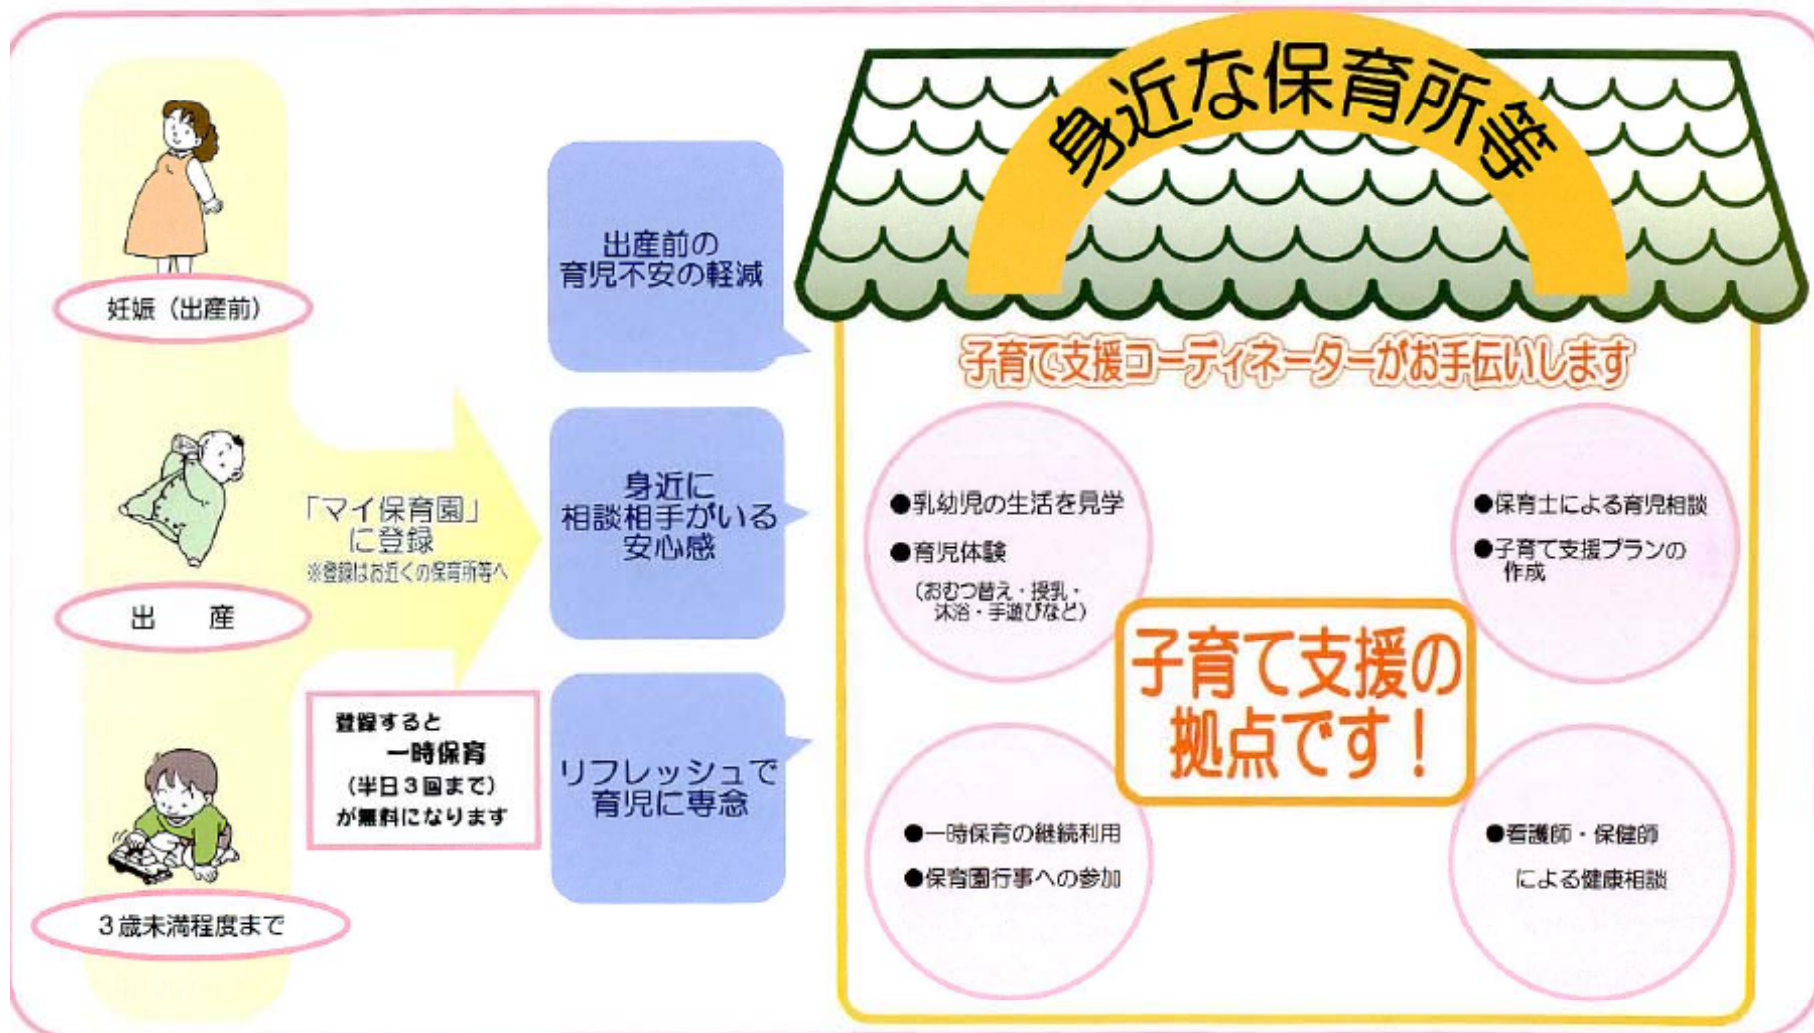 身近な保育所等
子育て支援コーディネーターがお手伝いします
妊娠（出産前）
出　産
３歳未満程度まで
「マイ保育園」
に登録
※登録はお近くの保育所等へ
登録すると
一時保育
（半日３回まで）
が無料になります
出産前の
育児不安の軽減
身近に
相談相手がいる
安心感
リフレッシュで
育児に専念
●乳幼児の生活を見学
●育児体験
（おむつ替え・授乳・
沐浴・手遊びなど）
●保育士による育児相談
●子育て支援プランの
作成
子育て支援の
拠点です！
●一時保育の継続利用
●保育園行事への参加
●看護師・保健師
による健康相談